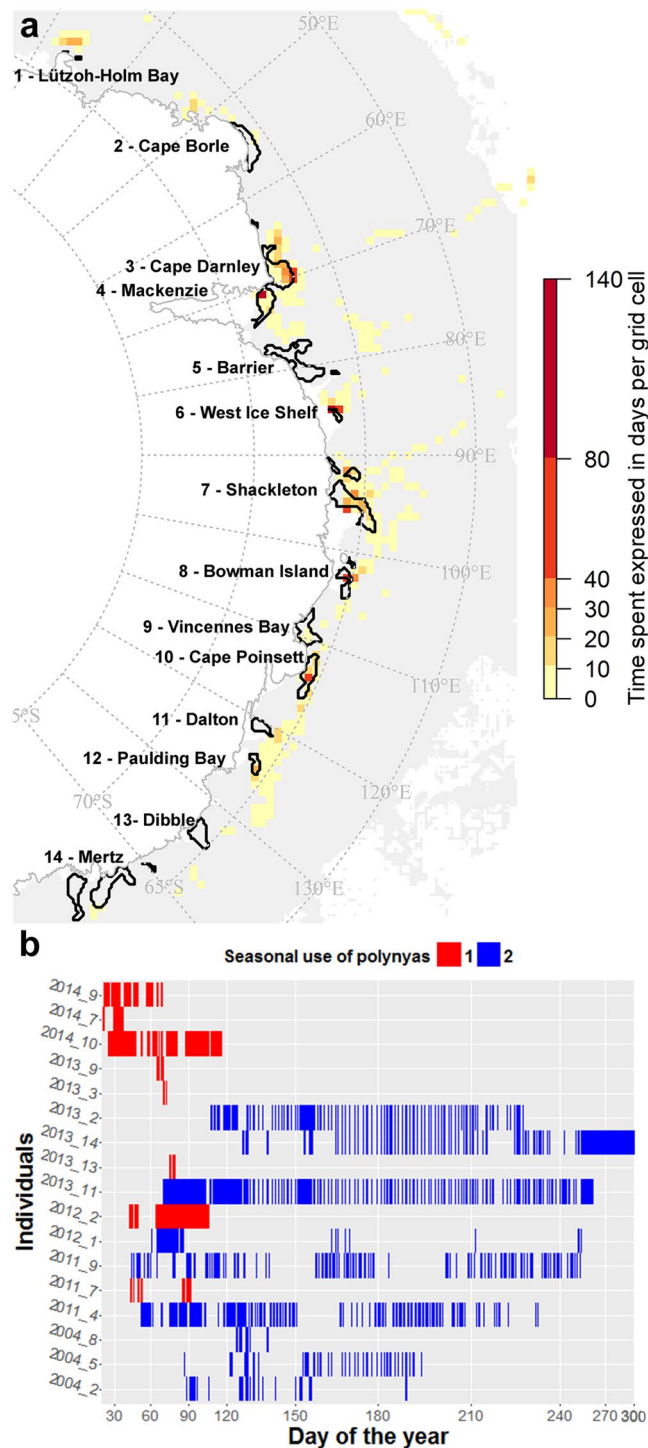 a
50°E
1 - Lützoh-Holm Bay
60°E
2 - Cape Borle
70°E
3 - Cape Darnley
4 - Mackenzie
80°E
5 - Barrier
6 - West Ice Shelf
90°E
7 - Shackleton
8 - Bowman Island
100°E
9 - Vincennes Bay
10 - Cape Poinsett
110°E
5°S
11 - Dalton
12 - Paulding Bay
120°E
70°S
13- Dibble
14 - Mertz
65°S
130°E
140
80
40
30
20
10
0
Time spent expressed in days per grid cell
b
Seasonal use of polynyas 1 2
2014_9
2014_7
2014_10
2013_9
2013_3
2013_2
2013_14
2013_13
2013_11
2012_2
2012_1
2011_9
2011_7
2011_4
2004_8
2004_5
2004_2
Individuals
30 60 90 120 150 180 210 240 270 300
Day of the year